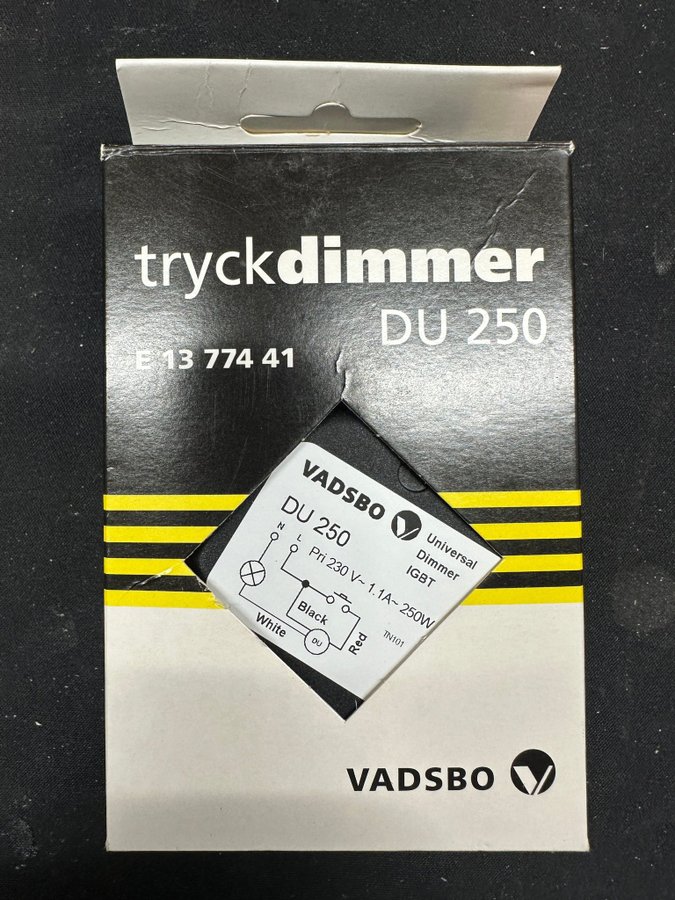 tryckdimmer
DU 250
E 13 774 41
VADSBO
DU 250
Universal
Dimmer
IGBT
N
L
Pri 230 V~ 1.1A~ 250W
Black
White
DU
Red
TN101
VADSBO